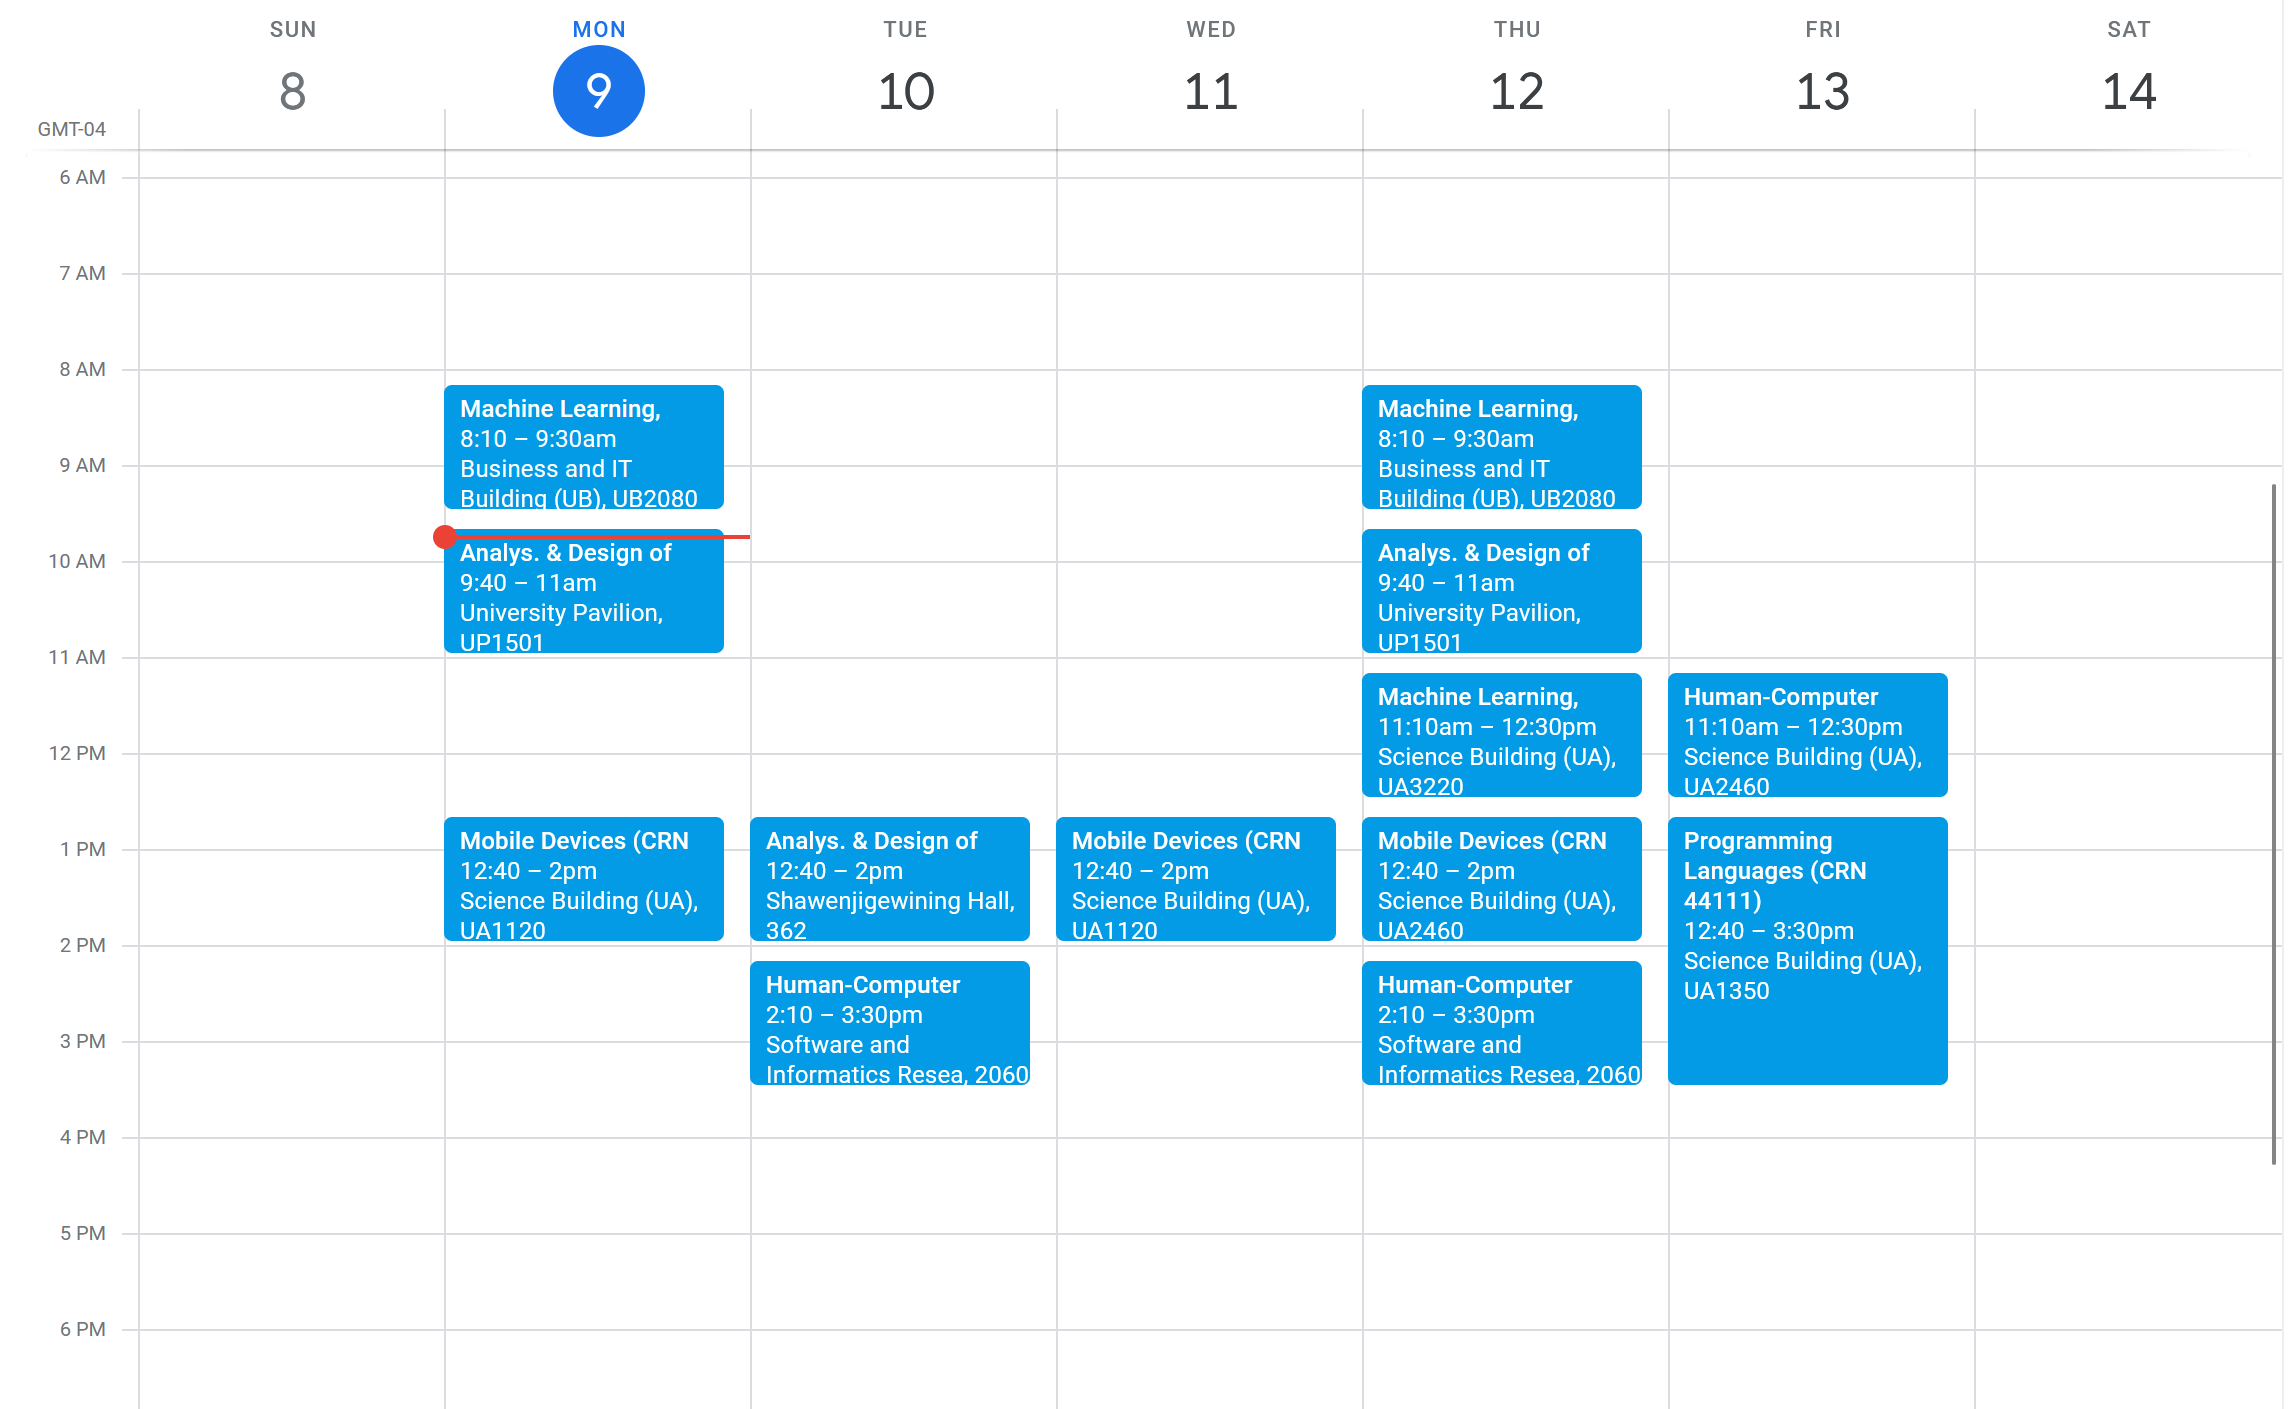 SUN
MON
TUE
WED
THU
FRI
SAT
8
9
10
11
12
13
14
GMT-04
6 AM
7 AM
8 AM
9 AM
10 AM
11 AM
12 PM
1 PM
2 PM
3 PM
4 PM
5 PM
6 PM
Machine Learning,
8:10 – 9:30am
Business and IT
Building (UB), UB2080
Analys. & Design of
9:40 – 11am
University Pavilion,
UP1501
Mobile Devices (CRN
12:40 – 2pm
Science Building (UA),
UA1120
Analys. & Design of
12:40 – 2pm
Shawenjigewining Hall,
362
Human-Computer
2:10 – 3:30pm
Software and
Informatics Resea, 2060
Mobile Devices (CRN
12:40 – 2pm
Science Building (UA),
UA1120
Machine Learning,
8:10 – 9:30am
Business and IT
Building (UB), UB2080
Analys. & Design of
9:40 – 11am
University Pavilion,
UP1501
Machine Learning,
11:10am – 12:30pm
Science Building (UA),
UA3220
Mobile Devices (CRN
12:40 – 2pm
Science Building (UA),
UA2460
Human-Computer
2:10 – 3:30pm
Software and
Informatics Resea, 2060
Human-Computer
11:10am – 12:30pm
Science Building (UA),
UA2460
Programming
Languages (CRN
44111)
12:40 – 3:30pm
Science Building (UA),
UA1350